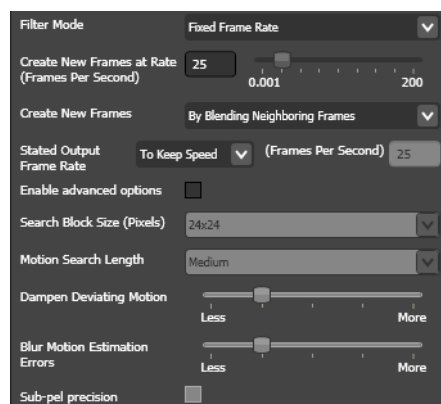 Filter Mode Fixed Frame Rate
Create New Frames at Rate
(Frames Per Second) 25
0.001 200
Create New Frames By Blending Neighboring Frames
Stated Output
Frame Rate To Keep Speed (Frames Per Second) 25
Enable advanced options
Search Block Size (Pixels) 24x24
Motion Search Length Medium
Dampen Deviating Motion
Less More
Blur Motion Estimation
Errors
Less More
Sub-pel precision